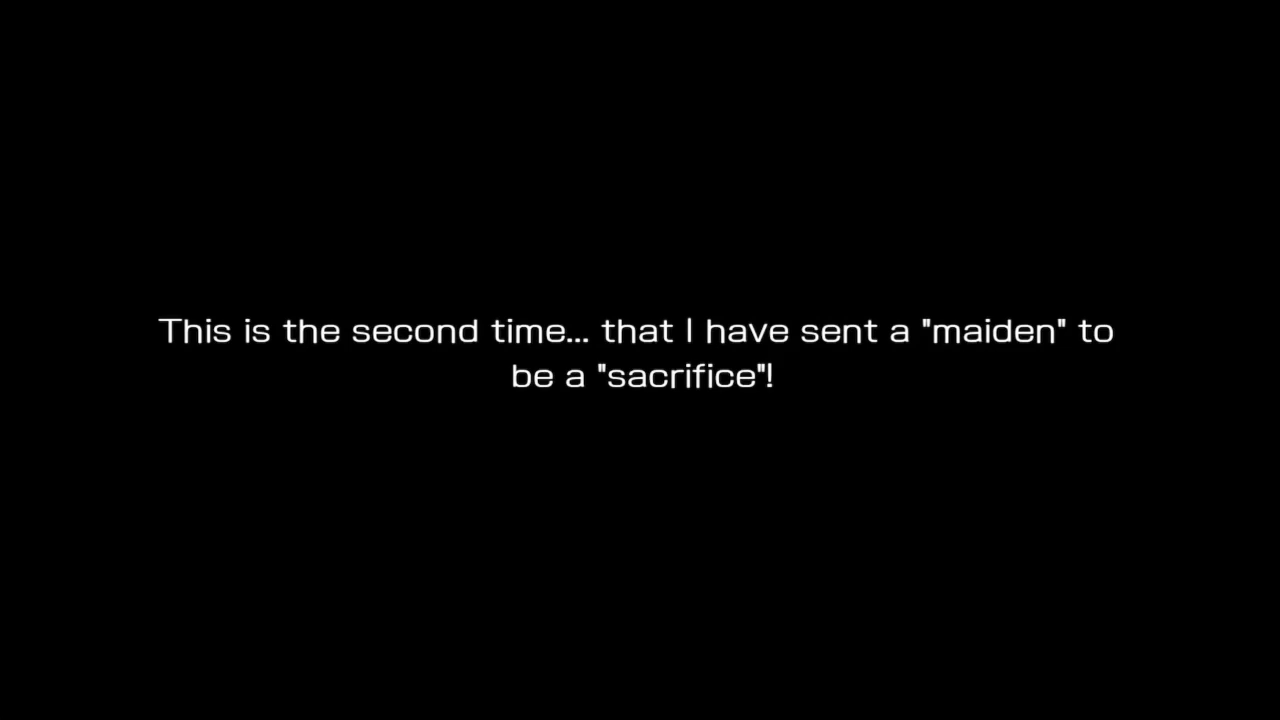 This is the second time... that I have sent a "maiden" to
be a "sacrifice"!